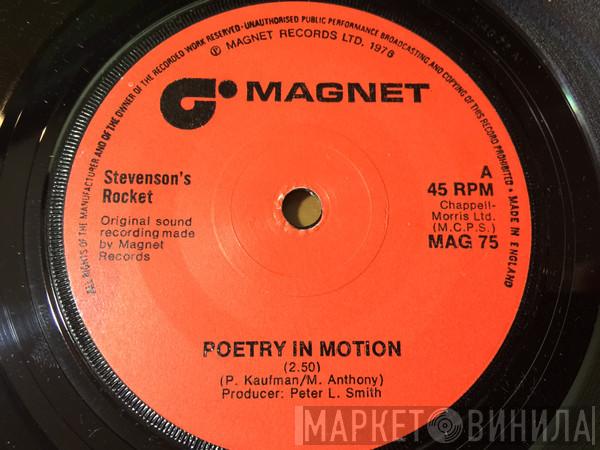 ALL RIGHTS OF THE MANUFACTURER AND OF THE OWNER OF THE RECORDED WORK RESERVED · UNAUTHORISED PUBLIC PERFORMANCE BROADCASTING AND COPYING OF THIS RECORD PROHIBITED · MADE IN ENGLAND
℗ MAGNET RECORDS LTD. 1976
MAGNET
Stevenson's
Rocket
Original sound
recording made
by Magnet
Records
A
45 RPM
Chappell-
Morris Ltd.
(M.C.P.S.)
MAG 75
POETRY IN MOTION
(2.50)
(P. Kaufman/M. Anthony)
Producer: Peter L. Smith
МАРКЕТ ВИНИЛА